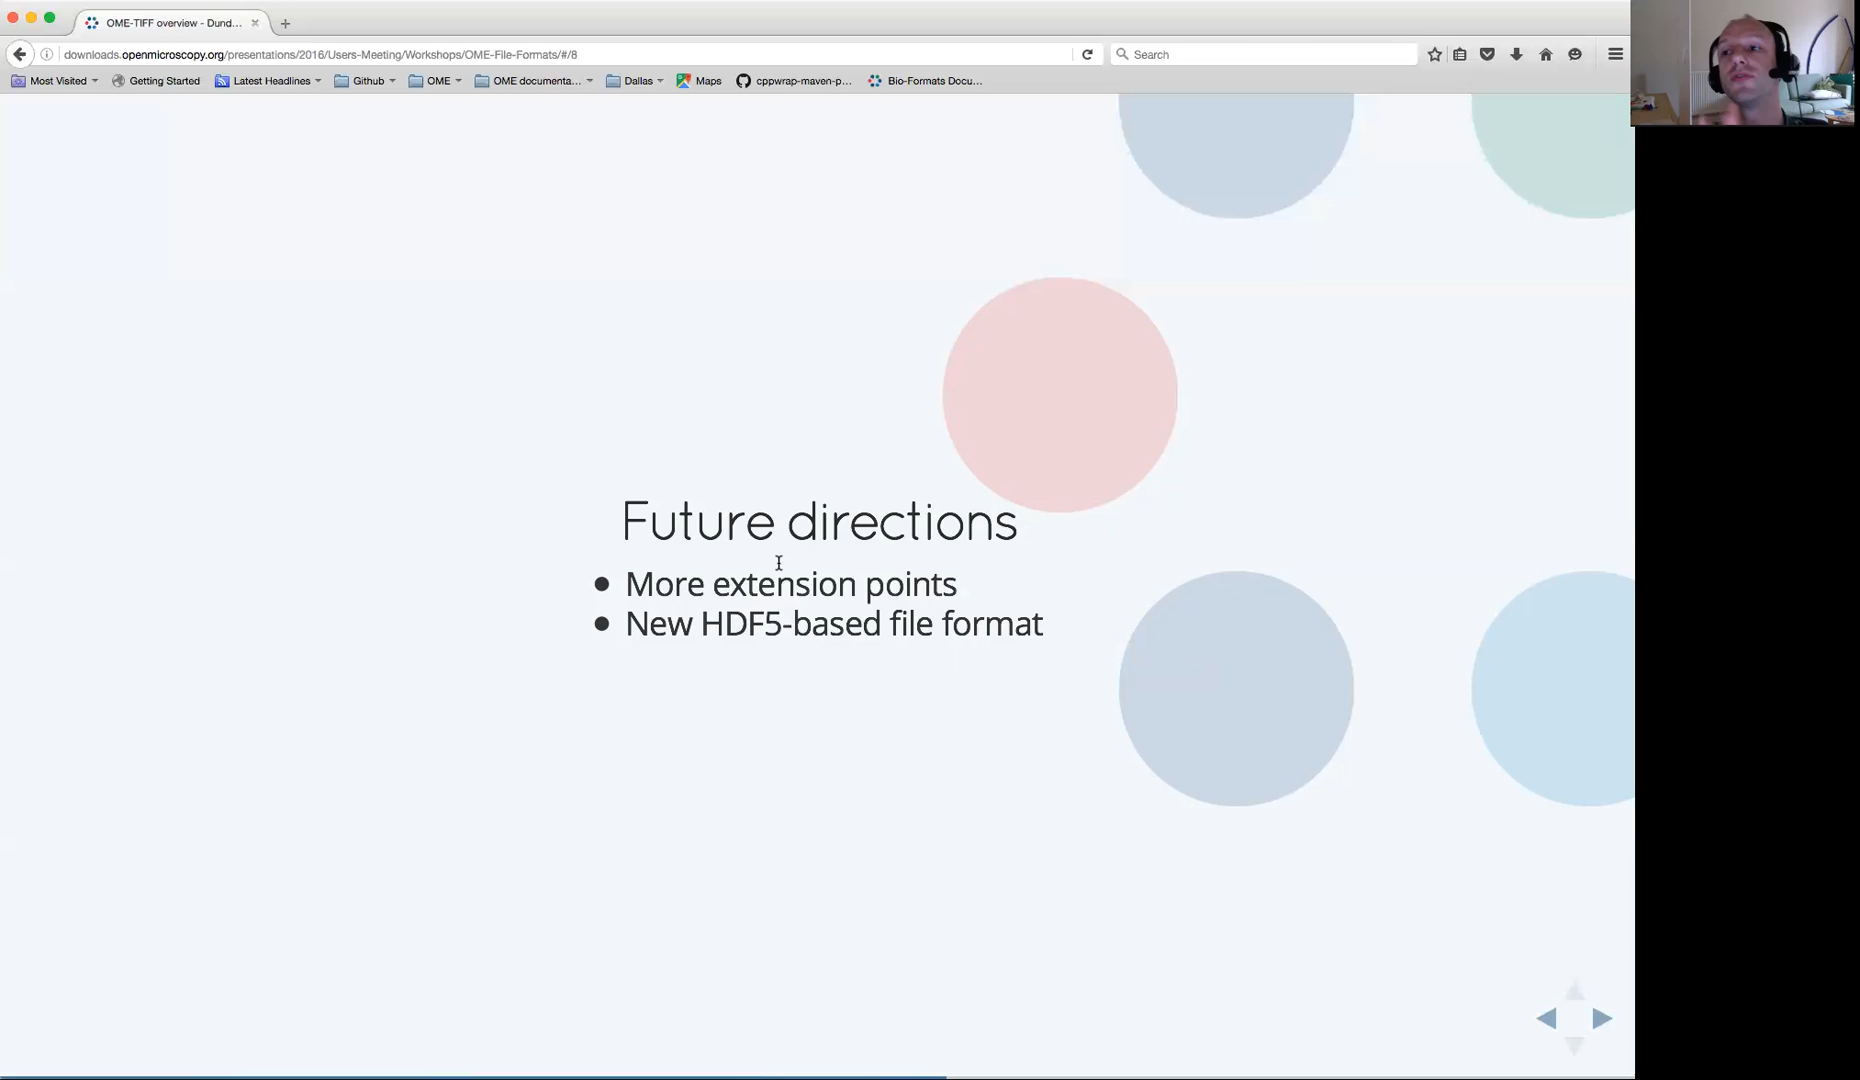 OME-TIFF overview - Dund...
downloads.openmicroscopy.org/presentations/2016/Users-Meeting/Workshops/OME-File-Formats/#/8
Search
Most Visited Getting Started Latest Headlines Github OME OME documenta... Dallas Maps cppwrap-maven-p... Bio-Formats Docu...
Future directions
More extension points
New HDF5-based file format